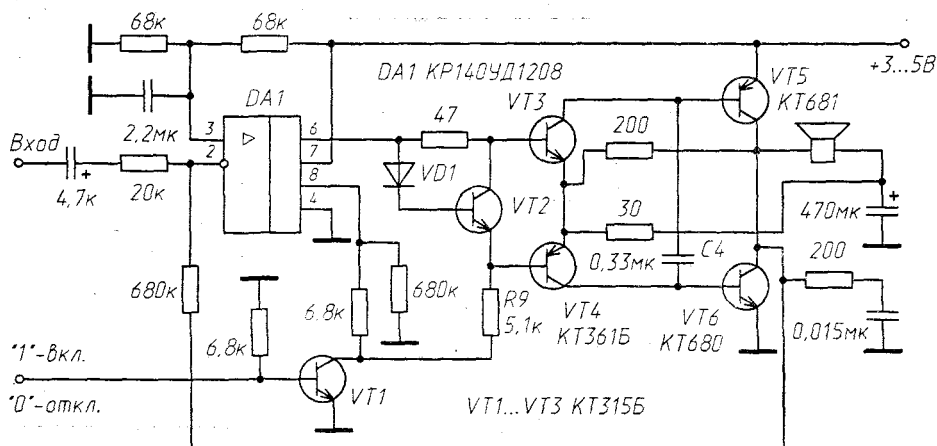 68к
68к
DA1 КР140УД1208
+3...5В
VT5
КТ681
DA1
VT3
2,2мк
3
6
47
200
Вход
2
7
VD1
8
4,7к
+
20к
4
VT2
30
+
470мк
С4
200
0,33мк
680к
6,8к
6,8к
680к
R9
5,1к
VT4
КТ361Б
VT6
КТ680
0,015мк
"1"-вкл.
"0"-откл.
VT1
VT1...VT3 КТ315Б